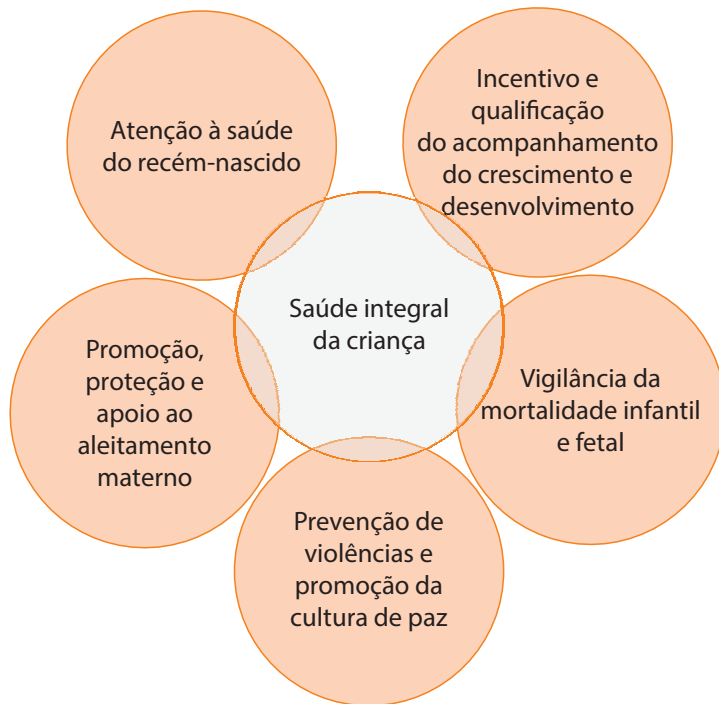 Atenção à saúde
do recém-nascido
Incentivo e
qualificação
do acompanhamento
do crescimento e
desenvolvimento
Saúde integral
da criança
Promoção,
proteção e
apoio ao
aleitamento
materno
Vigilância da
mortalidade infantil
e fetal
Prevenção de
violências e
promoção da
cultura de paz